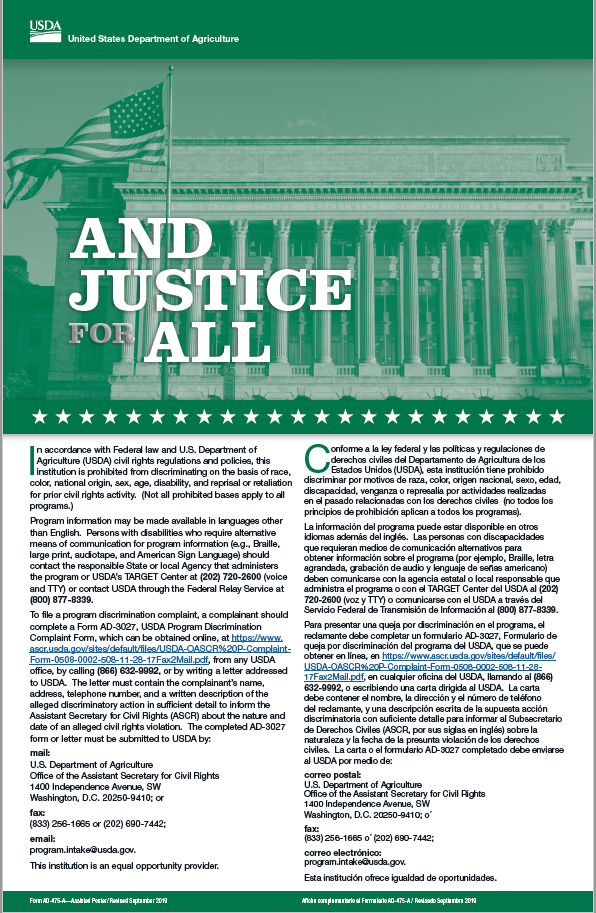 USDA
United States Department of Agriculture
AND
JUSTICE
FOR ALL
In accordance with Federal law and U.S. Department of
Agriculture (USDA) civil rights regulations and policies, this
institution is prohibited from discriminating on the basis of race,
color, national origin, sex, age, disability, and reprisal or retaliation
for prior civil rights activity. (Not all prohibited bases apply to all
programs.)
Program information may be made available in languages other
than English. Persons with disabilities who require alternative
means of communication for program information (e.g., Braille,
large print, audiotape, and American Sign Language) should
contact the responsible State or local Agency that administers
the program or USDA's TARGET Center at (202) 720-2600 (voice
and TTY) or contact USDA through the Federal Relay Service at
(800) 877-8339.
To file a program discrimination complaint, a complainant should
complete a Form AD-3027, USDA Program Discrimination
Complaint Form, which can be obtained online, at https://www.
ascr.usda.gov/sites/default/files/USDA-OASCR%20P-Complaint-
Form-0508-0002-508-11-28-17Fax2Mail.pdf, from any USDA
office, by calling (866) 632-9992, or by writing a letter addressed
to USDA. The letter must contain the complainant's name,
address, telephone number, and a written description of the
alleged discriminatory action in sufficient detail to inform the
Assistant Secretary for Civil Rights (ASCR) about the nature and
date of an alleged civil rights violation. The completed AD-3027
form or letter must be submitted to USDA by:
mail:
U.S. Department of Agriculture
Office of the Assistant Secretary for Civil Rights
1400 Independence Avenue, SW
Washington, D.C. 20250-9410; or
fax:
(833) 256-1665 or (202) 690-7442;
email:
program.intake@usda.gov.
This institution is an equal opportunity provider.
Conforme a la ley federal y las políticas y regulaciones de
derechos civiles del Departamento de Agricultura de los
Estados Unidos (USDA), esta institución tiene prohibido
discriminar por motivos de raza, color, origen nacional, sexo, edad,
discapacidad, venganza o represalia por actividades realizadas
en el pasado relacionadas con los derechos civiles (no todos los
principios de prohibición aplican a todos los programas).
La información del programa puede estar disponible en otros
idiomas además del inglés. Las personas con discapacidades
que requieran medios de comunicación alternativos para
obtener información sobre el programa (por ejemplo, Braille, letra
agrandada, grabación de audio y lenguaje de señas americano)
deben comunicarse con la agencia estatal o local responsable que
administra el programa o con el TARGET Center del USDA al (202)
720-2600 (voz y TTY) o comunicarse con el USDA a través del
Servicio Federal de Transmisión de Información al (800) 877-8339.
Para presentar una queja por discriminación en el programa, el
reclamante debe completar un formulario AD-3027, Formulario de
queja por discriminación del programa del USDA, que se puede
obtener en línea, en https://www.ascr.usda.gov/sites/default/files/
USDA-OASCR%20P-Complaint-Form-0508-0002-508-11-28-
17Fax2Mail.pdf, en cualquier oficina del USDA, llamando al (866)
632-9992, o escribiendo una carta dirigida al USDA. La carta
debe contener el nombre, la dirección y el número de teléfono
del reclamante, y una descripción escrita de la supuesta acción
discriminatoria con suficiente detalle para informar al Subsecretario
de Derechos Civiles (ASCR, por sus siglas en inglés) sobre la
naturaleza y la fecha de la presunta violación de los derechos
civiles. La carta o el formulario AD-3027 completado debe enviarse
al USDA por medio de:
correo postal:
U.S. Department of Agriculture
Office of the Assistant Secretary for Civil Rights
1400 Independence Avenue, SW
Washington, D.C. 20250-9410; o´
fax:
(833) 256-1665 o´ (202) 690-7442;
correo electrónico:
program.intake@usda.gov.
Esta institución ofrece igualdad de oportunidades.
Form AD-475-A—Assisted Poster/ Revised September 2019
Afiche complementario al Formulario AD-475-A / Revisado Septiembre 2019